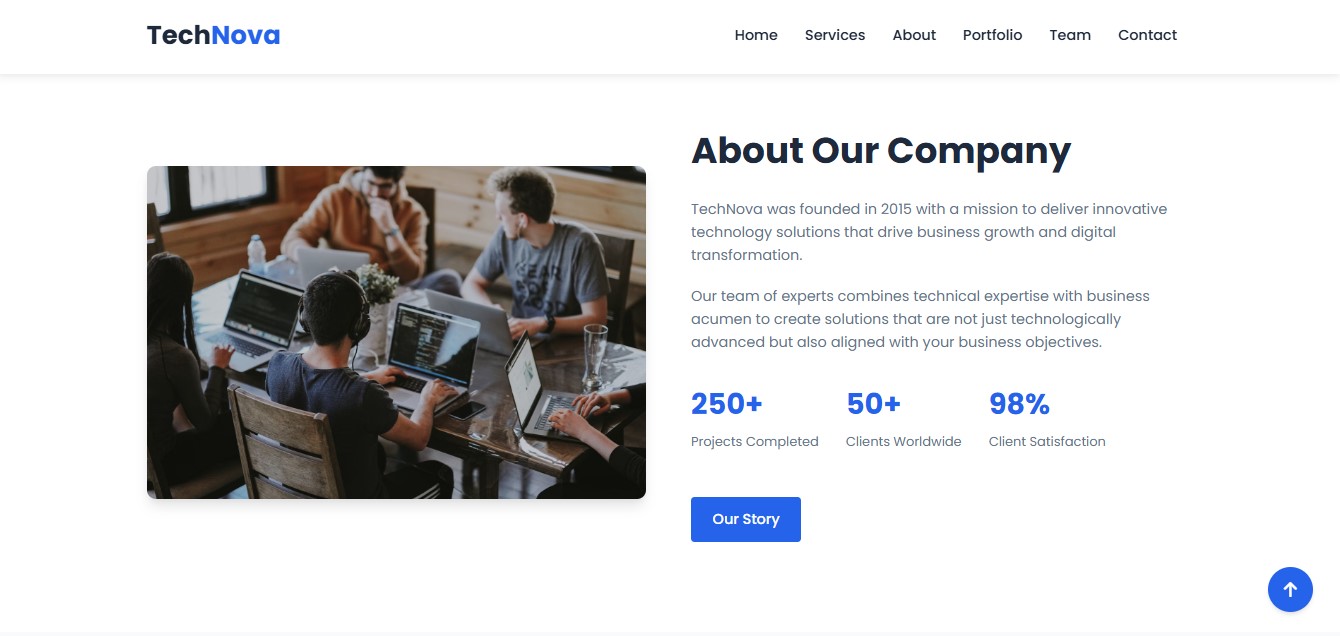 TechNova
Home Services About Portfolio Team Contact
About Our Company
TechNova was founded in 2015 with a mission to deliver innovative
technology solutions that drive business growth and digital
transformation.
Our team of experts combines technical expertise with business
acumen to create solutions that are not just technologically
advanced but also aligned with your business objectives.
250+ 50+ 98%
Projects Completed Clients Worldwide Client Satisfaction
Our Story